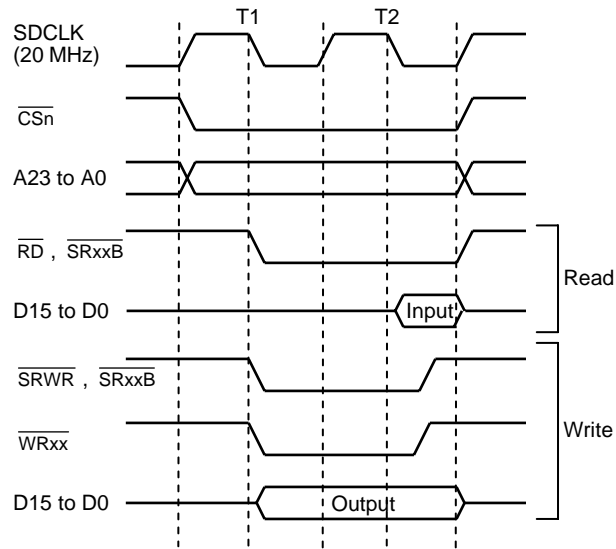 T1 T2
SDCLK
(20 MHz)
CSn
A23 to A0
RD , SRxxB
Read
D15 to D0
Input
SRWR , SRxxB
Write
WRxx
D15 to D0
Output